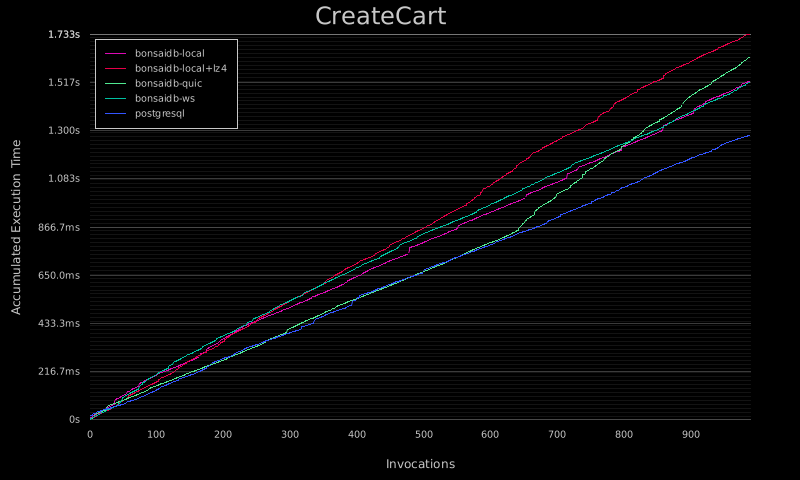 CreateCart
1.733s
bonsaidb-local
bonsaidb-local+lz4
bonsaidb-quic
bonsaidb-ws
postgresql
1.517s
1.300s
1.083s
866.7ms
650.0ms
433.3ms
216.7ms
0s
Accumulated Execution Time
0 100 200 300 400 500 600 700 800 900
Invocations